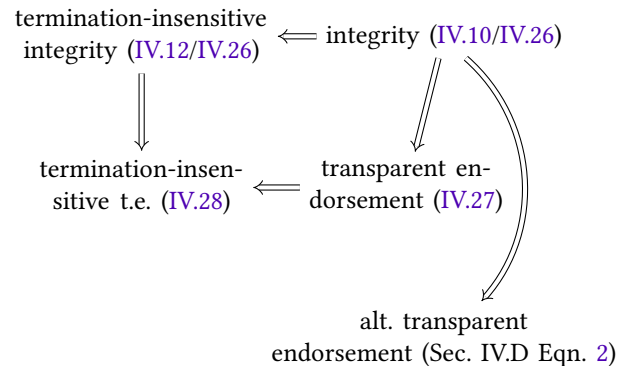 termination-insensitive
integrity (IV.12/IV.26)
integrity (IV.10/IV.26)
termination-insen-
sitive t.e. (IV.28)
transparent en-
dorsement (IV.27)
alt. transparent
endorsement (Sec. IV.D Eqn. 2)